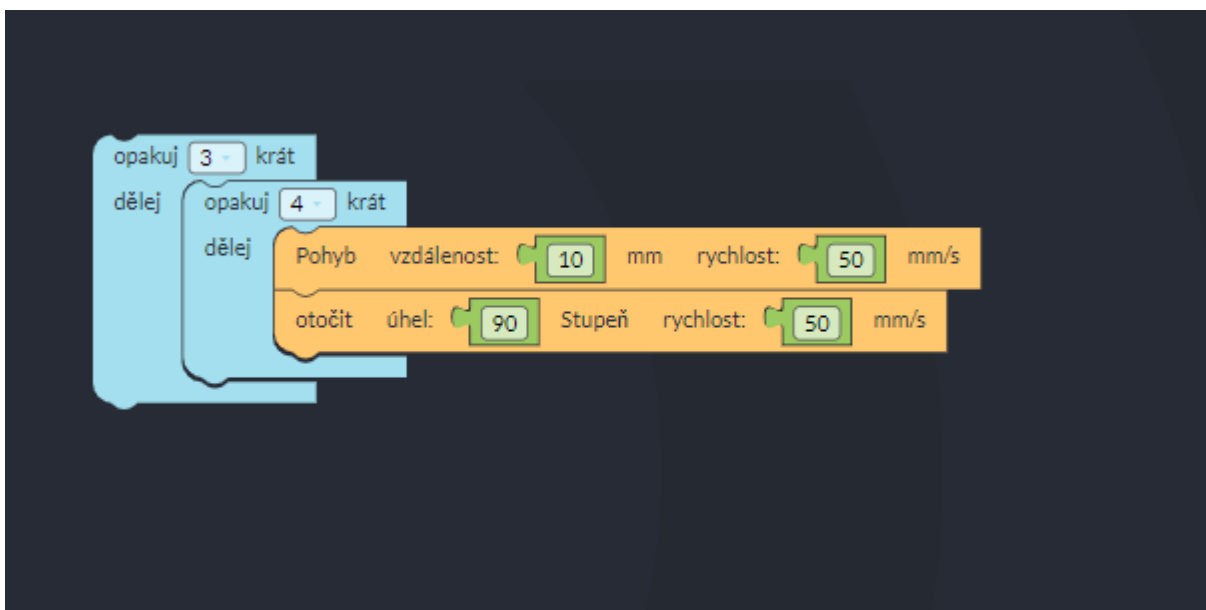 opakuj 3 krát
dělej opakuj 4 krát
dělej Pohyb vzdálenost: 10 mm rychlost: 50 mm/s
otočit úhel: 90 Stupeň rychlost: 50 mm/s